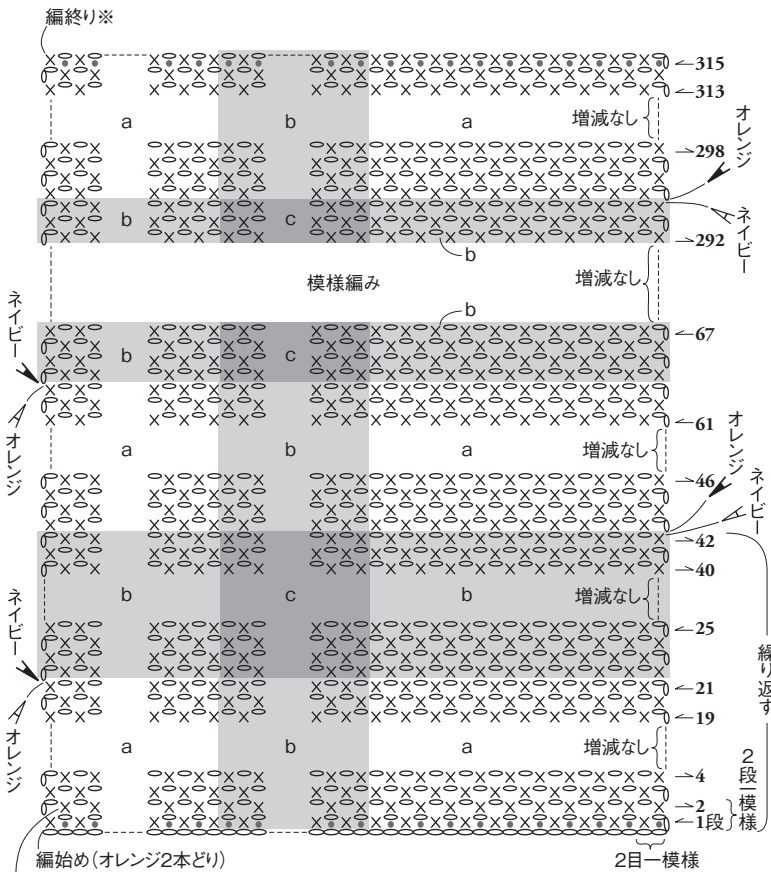 編終り※
315
313
a
b
a
増減なし
オレンジ
298
b
c
ネイビー
292
b
模様編み
増減なし
b
ネイビー
b
c
67
オレンジ
61
a
b
a
増減なし
オレンジ
46
ネイビー
42
40
b
c
b
増減なし
ネイビー
25
繰り返す
21
オレンジ
19
a
b
a
増減なし
4
2段一模様
2
1段
編始め(オレンジ2本どり)
2目一模様